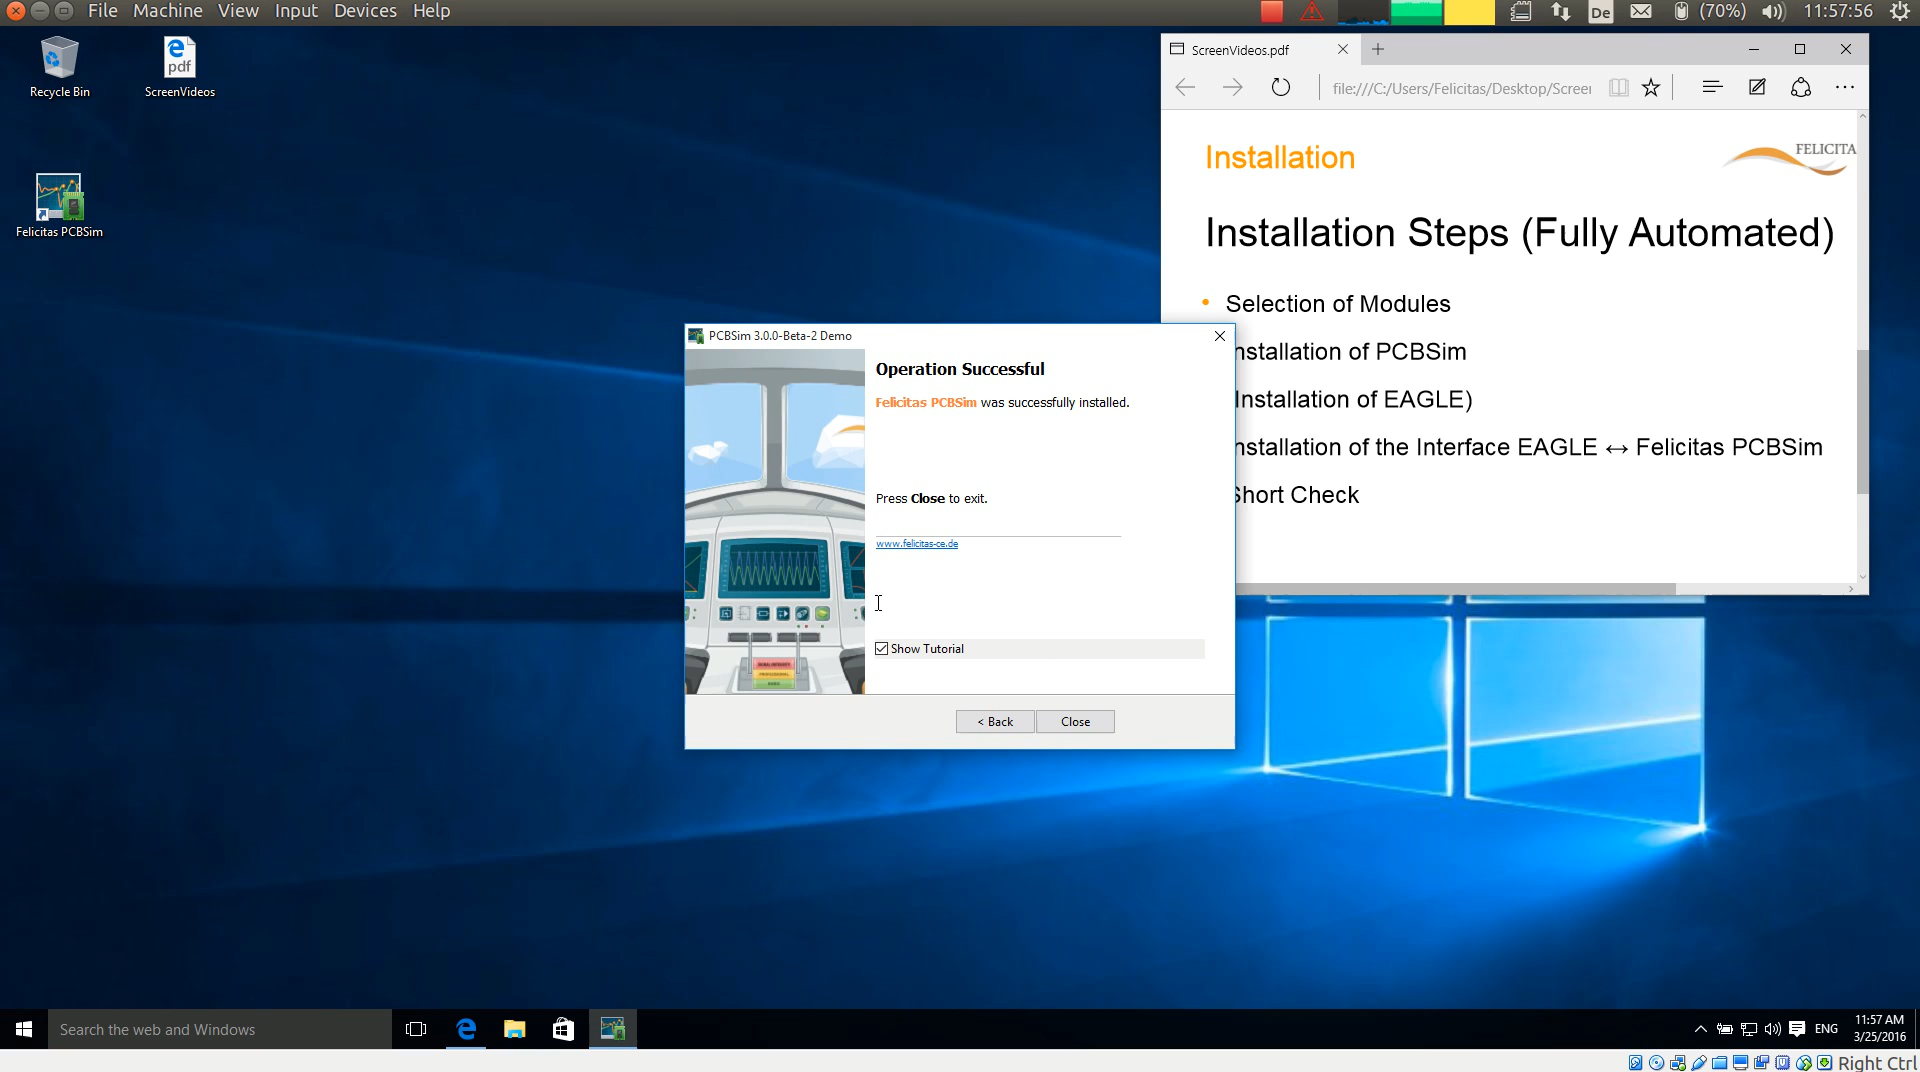 File Machine View Input Devices Help
De (70%) 11:57:56
Recycle Bin
ScreenVideos
pdf
Felicitas PCBSim
ScreenVideos.pdf
file:///C:/Users/Felicitas/Desktop/Screen
Installation
FELICITA
Installation Steps (Fully Automated)
• Selection of Modules
nstallation of PCBSim
Installation of EAGLE)
nstallation of the Interface EAGLE ↔ Felicitas PCBSim
Short Check
PCBSim 3.0.0-Beta-2 Demo
Operation Successful
Felicitas PCBSim was successfully installed.
Press Close to exit.
www.felicitas-ce.de
Show Tutorial
< Back
Close
Search the web and Windows
ENG
11:57 AM
3/25/2016
Right Ctrl